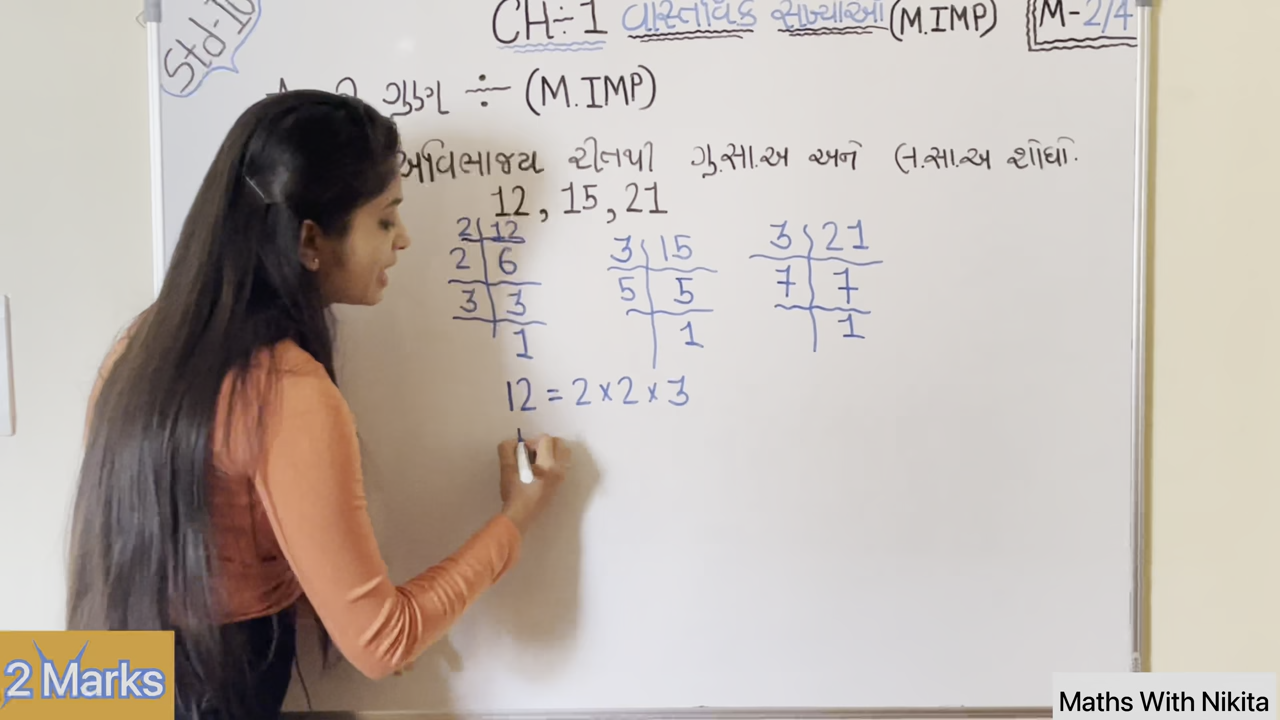 Std-10
CH÷1 વાસ્તવિક સંખ્યાઓ (M.IMP) M-2/4
ગુણ ÷ (M.IMP)
અવિભાજ્ય રીતથી ગુ.સા.અ અને લ.સા.અ શોધો.
12, 15, 21
2 12 3 15 3 21
2 6 5 5 7 7
3 3 1 1
1
12 = 2 × 2 × 3
2 Marks
Maths With Nikita